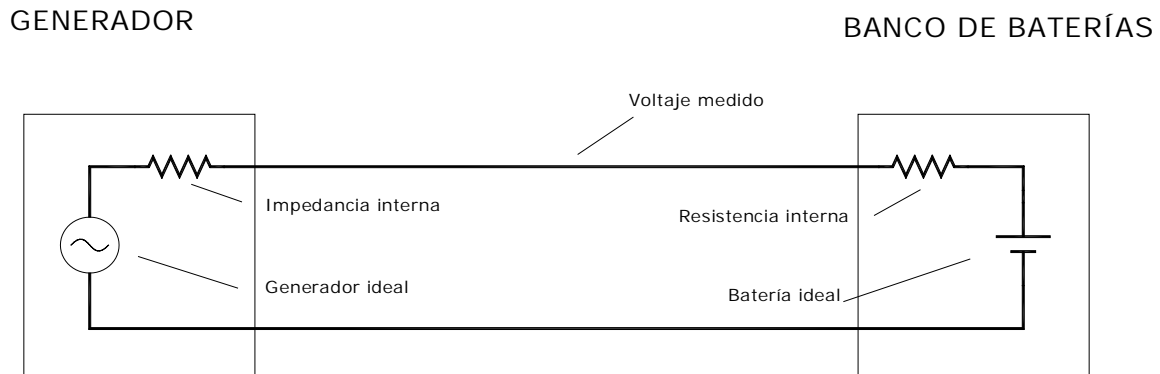 GENERADOR
BANCO DE BATERÍAS
Voltaje medido
Impedancia interna
Resistencia interna
Generador ideal
Batería ideal